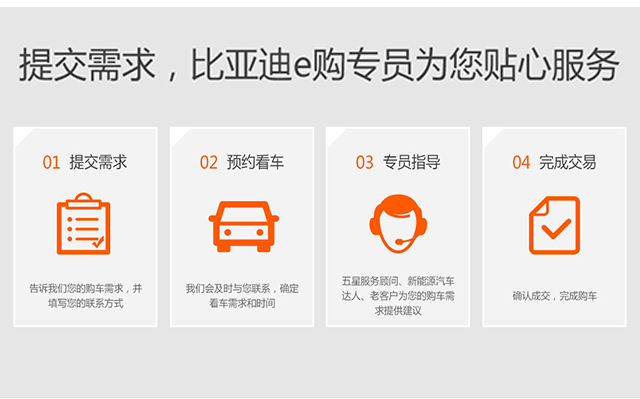 提交需求，比亚迪e购专员为您贴心服务
01 提交需求
告诉我们您的购车需求，并
填写您的联系方式
02 预约看车
我们会及时与您联系，确定
看车需求和时间
03 专员指导
五星服务顾问、新能源汽车
达人、老客户为您的购车需
求提供建议
04 完成交易
确认成交，完成购车